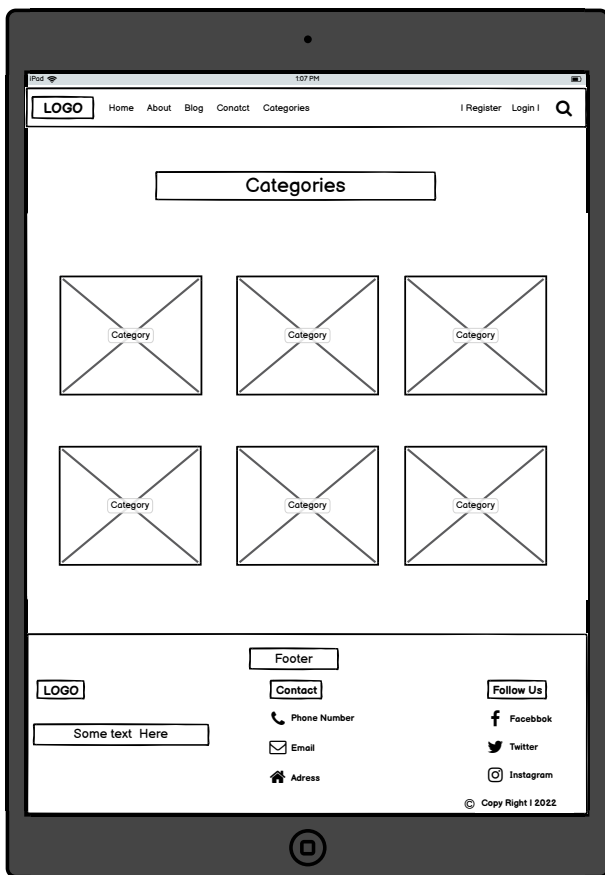 iPad 1:07 PM
LOGO Home About Blog Conatct Categories I Register Login I
Categories
Category Category Category
Category Category Category
Footer
LOGO Contact Follow Us
Phone Number Facebbok
Some text Here
Email Twitter
Adress Instagram
© Copy Right I 2022